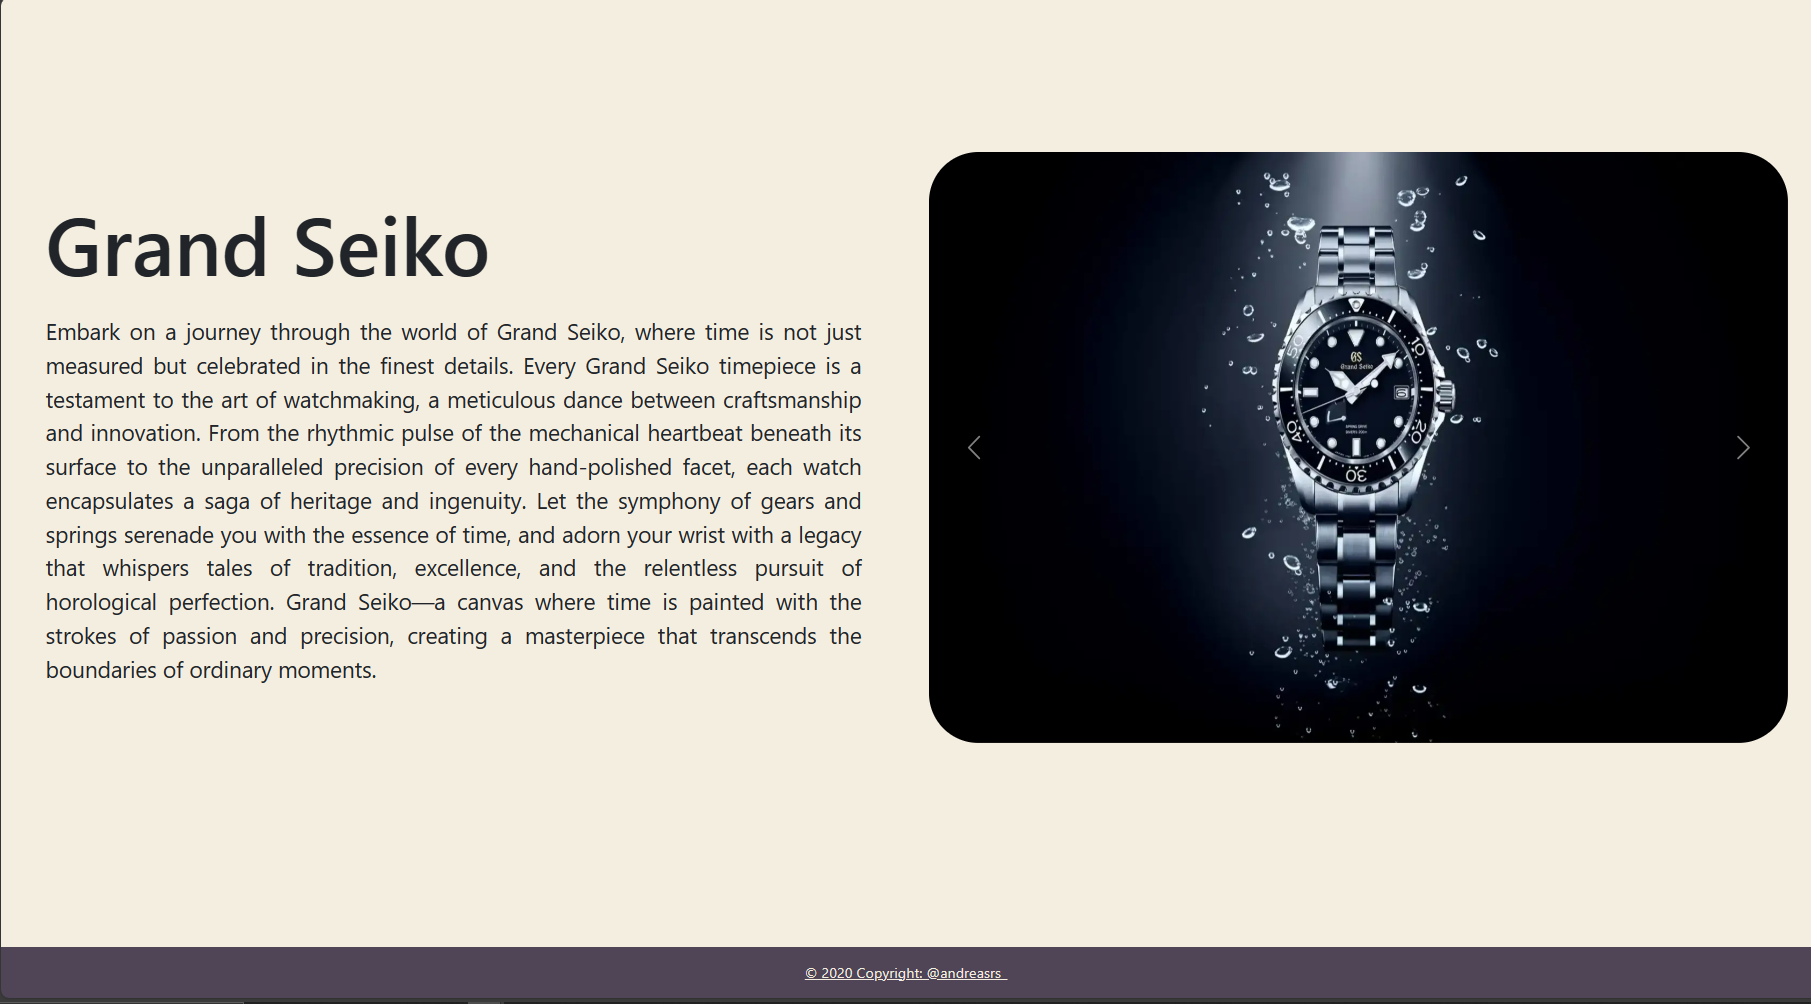 Grand Seiko
Embark on a journey through the world of Grand Seiko, where time is not just
measured but celebrated in the finest details. Every Grand Seiko timepiece is a
testament to the art of watchmaking, a meticulous dance between craftsmanship
and innovation. From the rhythmic pulse of the mechanical heartbeat beneath its
surface to the unparalleled precision of every hand-polished facet, each watch
encapsulates a saga of heritage and ingenuity. Let the symphony of gears and
springs serenade you with the essence of time, and adorn your wrist with a legacy
that whispers tales of tradition, excellence, and the relentless pursuit of
horological perfection. Grand Seiko—a canvas where time is painted with the
strokes of passion and precision, creating a masterpiece that transcends the
boundaries of ordinary moments.
50
10
GS
Grand Seiko
SPRING DRIVE
40
20
30
© 2020 Copyright: @andreasrs_